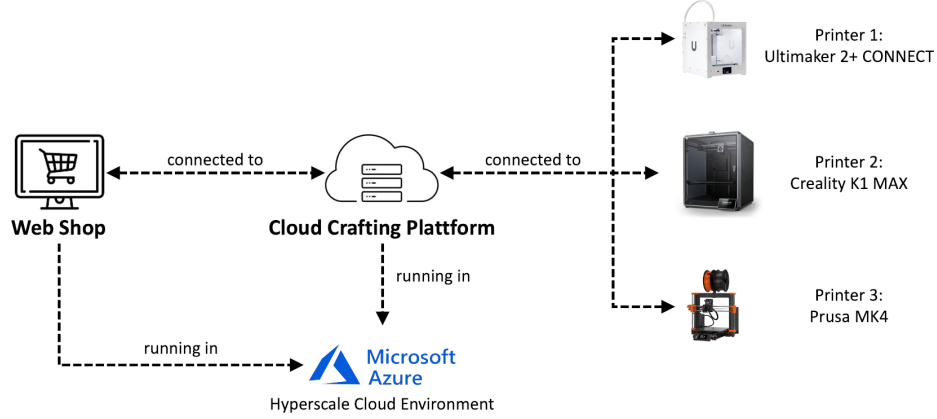 Printer 1:
Ultimaker 2+ CONNECT
connected to
connected to
Printer 2:
Creality K1 MAX
Web Shop
Cloud Crafting Plattform
running in
Printer 3:
Prusa MK4
running in
Microsoft
Azure
Hyperscale Cloud Environment